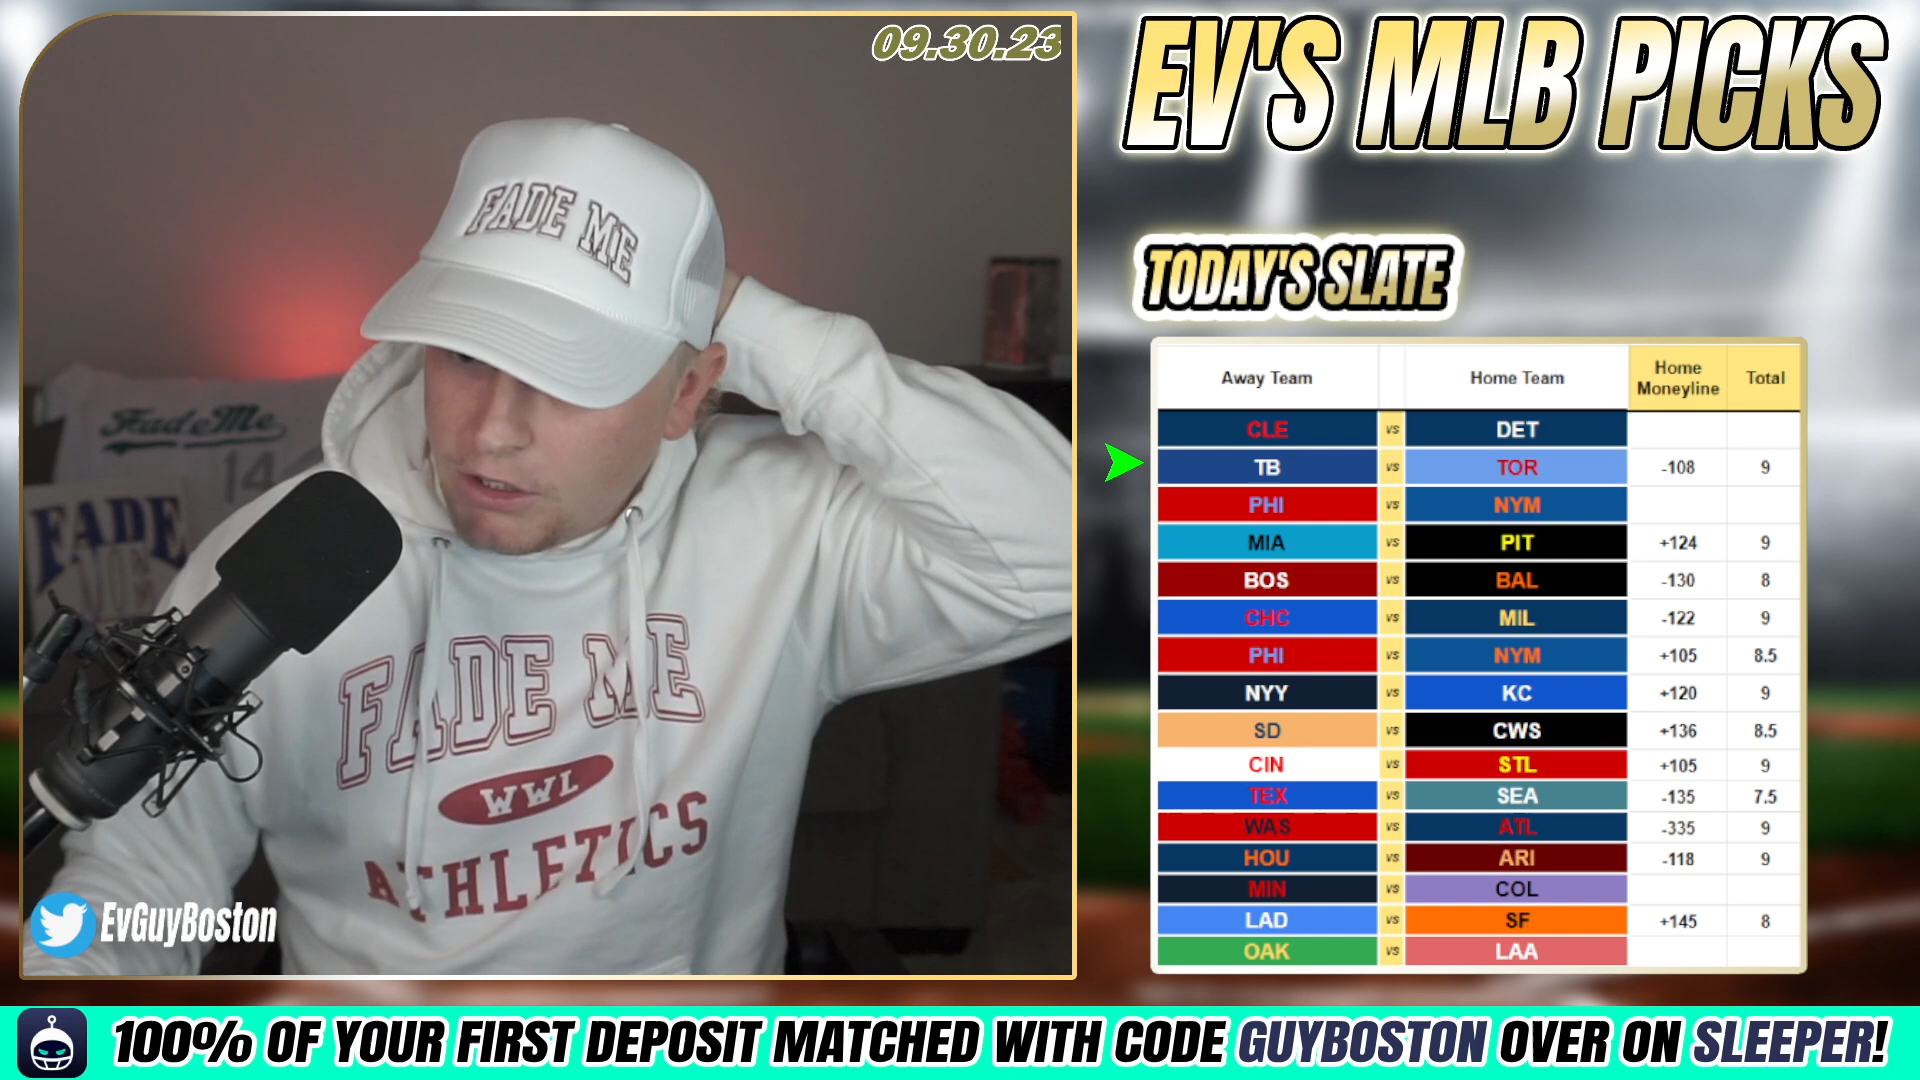 09.30.23
EV'S MLB PICKS
TODAY'S SLATE
Away Team Home Team Home Moneyline Total
CLE vs DET
TB vs TOR -108 9
PHI vs NYM
MIA vs PIT +124 9
BOS vs BAL -130 8
CHC vs MIL -122 9
PHI vs NYM +105 8.5
NYY vs KC +120 9
SD vs CWS +136 8.5
CIN vs STL +105 9
TEX vs SEA -135 7.5
WAS vs ATL -335 9
HOU vs ARI -118 9
MIN vs COL
LAD vs SF +145 8
OAK vs LAA
FADE ME
FadeMe
14
FADE
ME
FADE ME
WWL
ATHLETICS
EvGuyBoston
100% OF YOUR FIRST DEPOSIT MATCHED WITH CODE GUYBOSTON OVER ON SLEEPER!